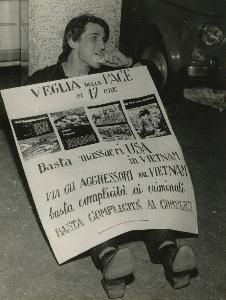 VEGLIA DELLA PACE
DI 17 ORE
Basta massacri USA
in VIETNAM
VIA GLI AGGRESSORI DAL VIETNAM
basta complicità ai criminali
BASTA COMPLICITÀ AI COMPLICI